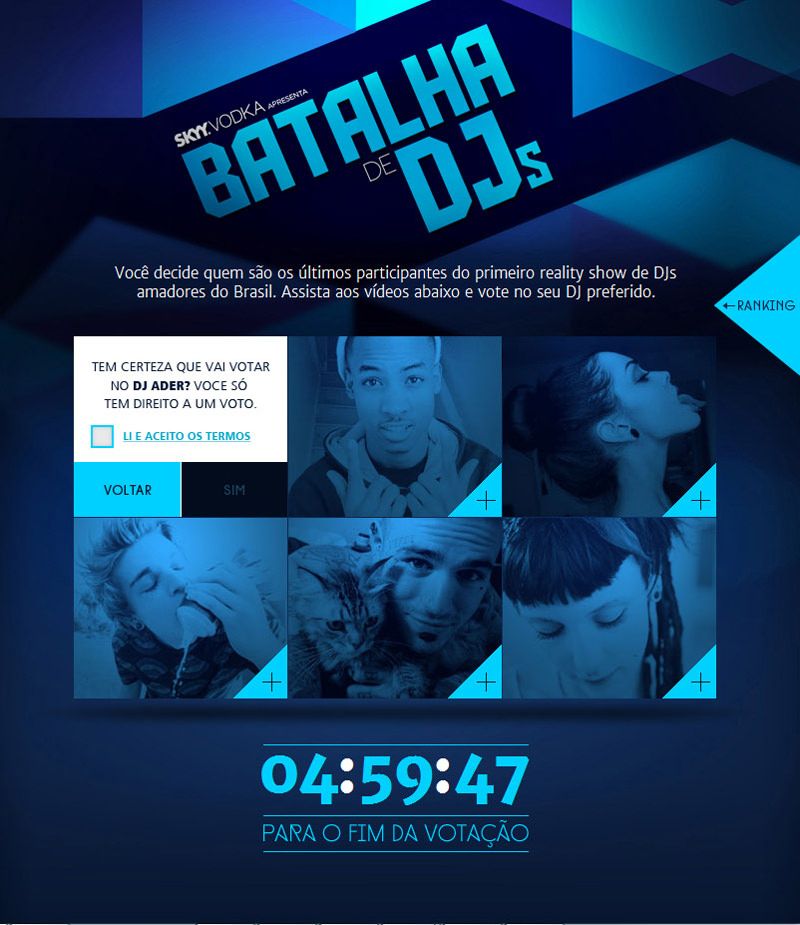 SKYY.VODKA APRESENTA
BATALHA
DE DJs
Você decide quem são os últimos participantes do primeiro reality show de DJs
amadores do Brasil. Assista aos vídeos abaixo e vote no seu DJ preferido.
←RANKING
TEM CERTEZA QUE VAI VOTAR
NO DJ ADER? VOCE SÓ
TEM DIREITO A UM VOTO.
LI E ACEITO OS TERMOS
VOLTAR
SIM
04:59:47
PARA O FIM DA VOTAÇÃO